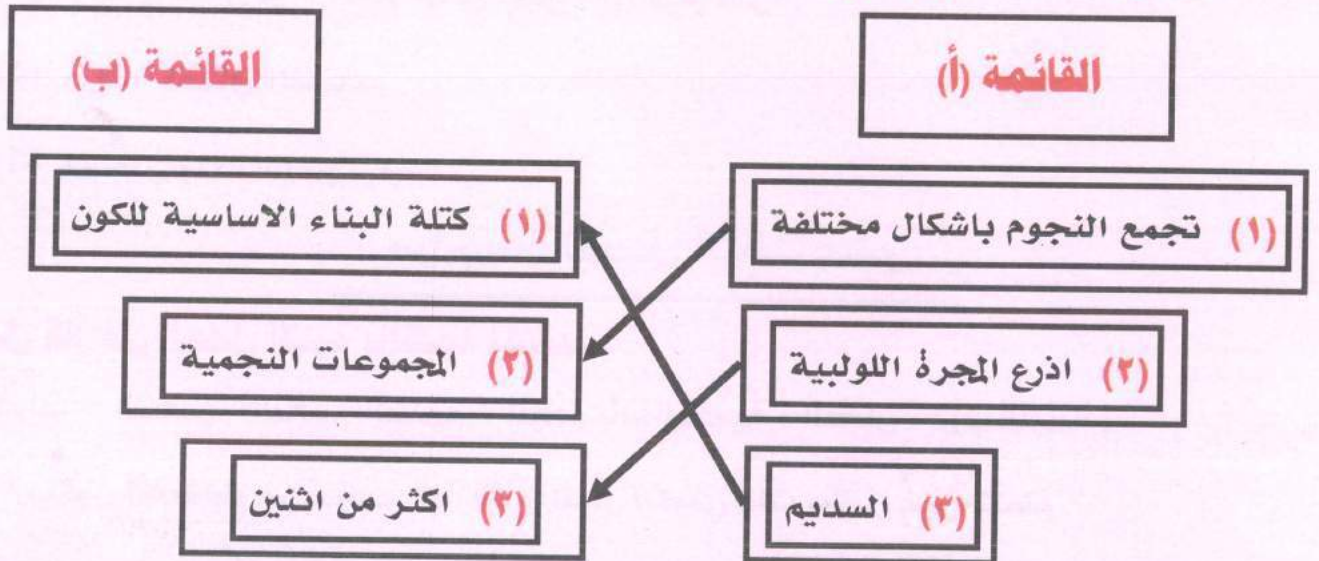 القائمة (أ)
القائمة (ب)
(١) تجمع النجوم باشكال مختلفة
(١) كتلة البناء الاساسية للكون
(٢) اذرع المجرة اللولبية
(٢) المجموعات النجمية
(٣) السديم
(٣) اكثر من اثنين